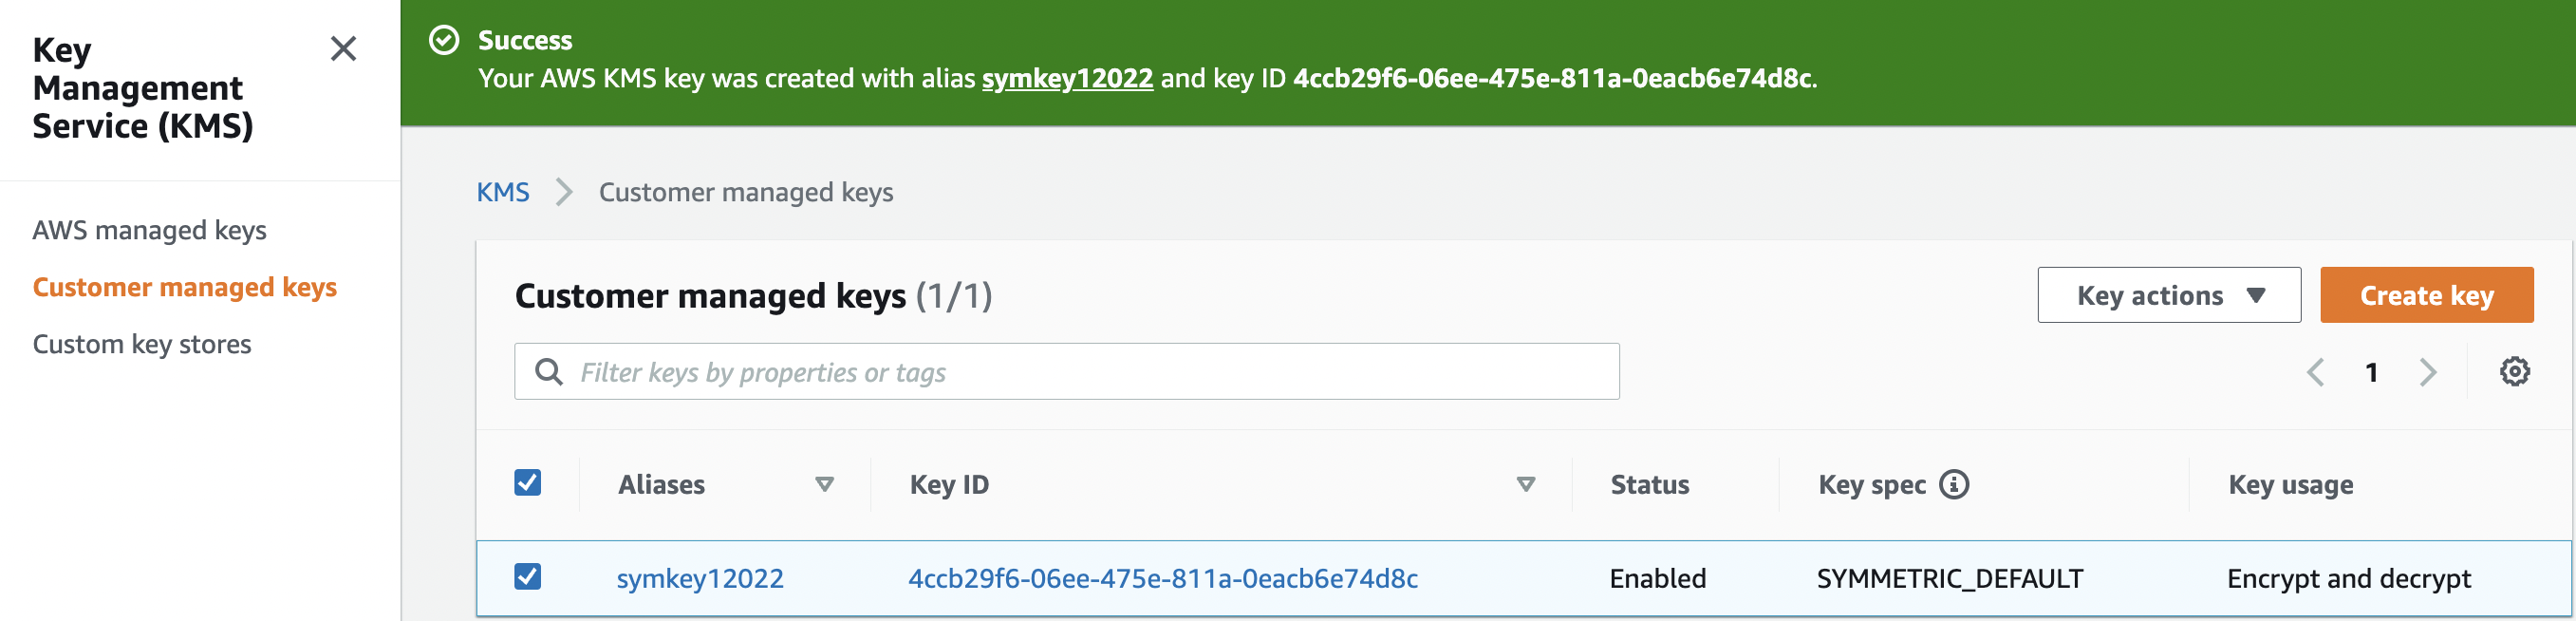 Key
Management
Service (KMS)
AWS managed keys
Customer managed keys
Custom key stores
Success
Your AWS KMS key was created with alias symkey12022 and key ID 4ccb29f6-06ee-475e-811a-0eacb6e74d8c.
KMS Customer managed keys
Customer managed keys (1/1)
Key actions
Create key
Filter keys by properties or tags
1
Aliases Key ID Status Key spec Key usage
symkey12022 4ccb29f6-06ee-475e-811a-0eacb6e74d8c Enabled SYMMETRIC_DEFAULT Encrypt and decrypt